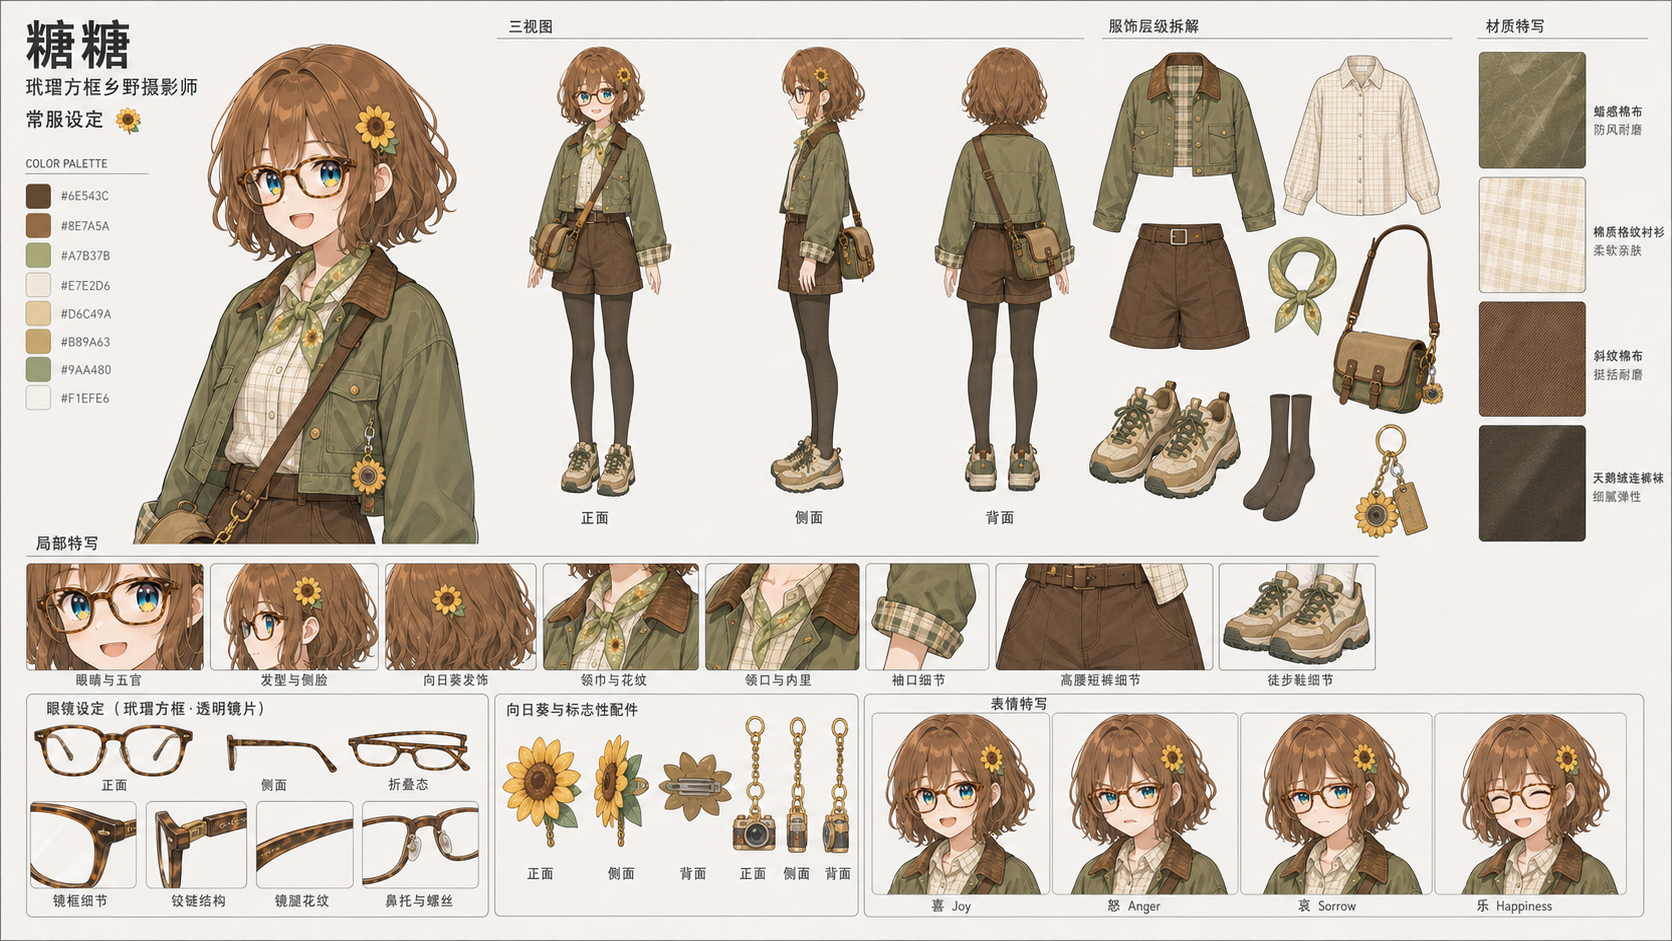 糖糖
玳瑁方框乡野摄影师
常服设定
COLOR PALETTE
#6E543C
#8E7A5A
#A7B37B
#E7E2D6
#D6C49A
#B89A63
#9AA480
#F1EFE6
三视图
正面
侧面
背面
服饰层级拆解
材质特写
蜡感棉布
防风耐磨
棉质格纹衬衫
柔软亲肤
斜纹棉布
挺括耐磨
天鹅绒连裤袜
细腻弹性
局部特写
眼睛与五官
发型与侧脸
向日葵发饰
领巾与花纹
领口与内里
袖口细节
高腰短裤细节
徒步鞋细节
眼镜设定（玳瑁方框·透明镜片）
正面
侧面
折叠态
镜框细节
铰链结构
镜腿花纹
鼻托与螺丝
向日葵与标志性配件
正面
侧面
背面
正面
侧面
背面
表情特写
喜 Joy
怒 Anger
哀 Sorrow
乐 Happiness